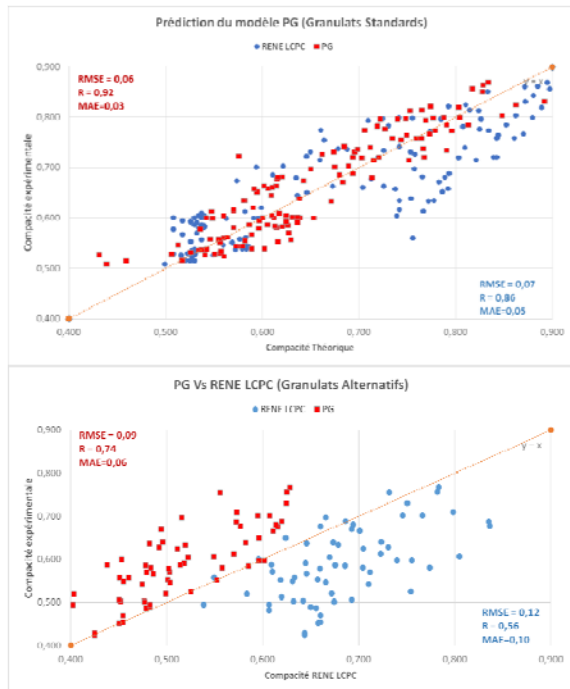 Prédiction du modèle PG (Granulats Standards)
RENE LCPC PG
RMSE = 0,06
R = 0,92
MAE=0,03
y = x
Compacité expérimentale
0,900
0,800
0,700
0,600
0,500
0,400
RMSE = 0,07
R = 0,86
MAE=0,05
0,400 0,500 0,600 0,700 0,800 0,900
Compacité Théorique
PG Vs RENE LCPC (Granulats Alternatifs)
RENE LCPC PG
RMSE = 0,09
R = 0,74
MAE=0,06
y = x
Compacité expérimentale
0,900
0,800
0,700
0,600
0,500
0,400
RMSE = 0,12
R = 0,56
MAE=0,10
0,400 0,500 0,600 0,700 0,800 0,900
Compacité RENE LCPC